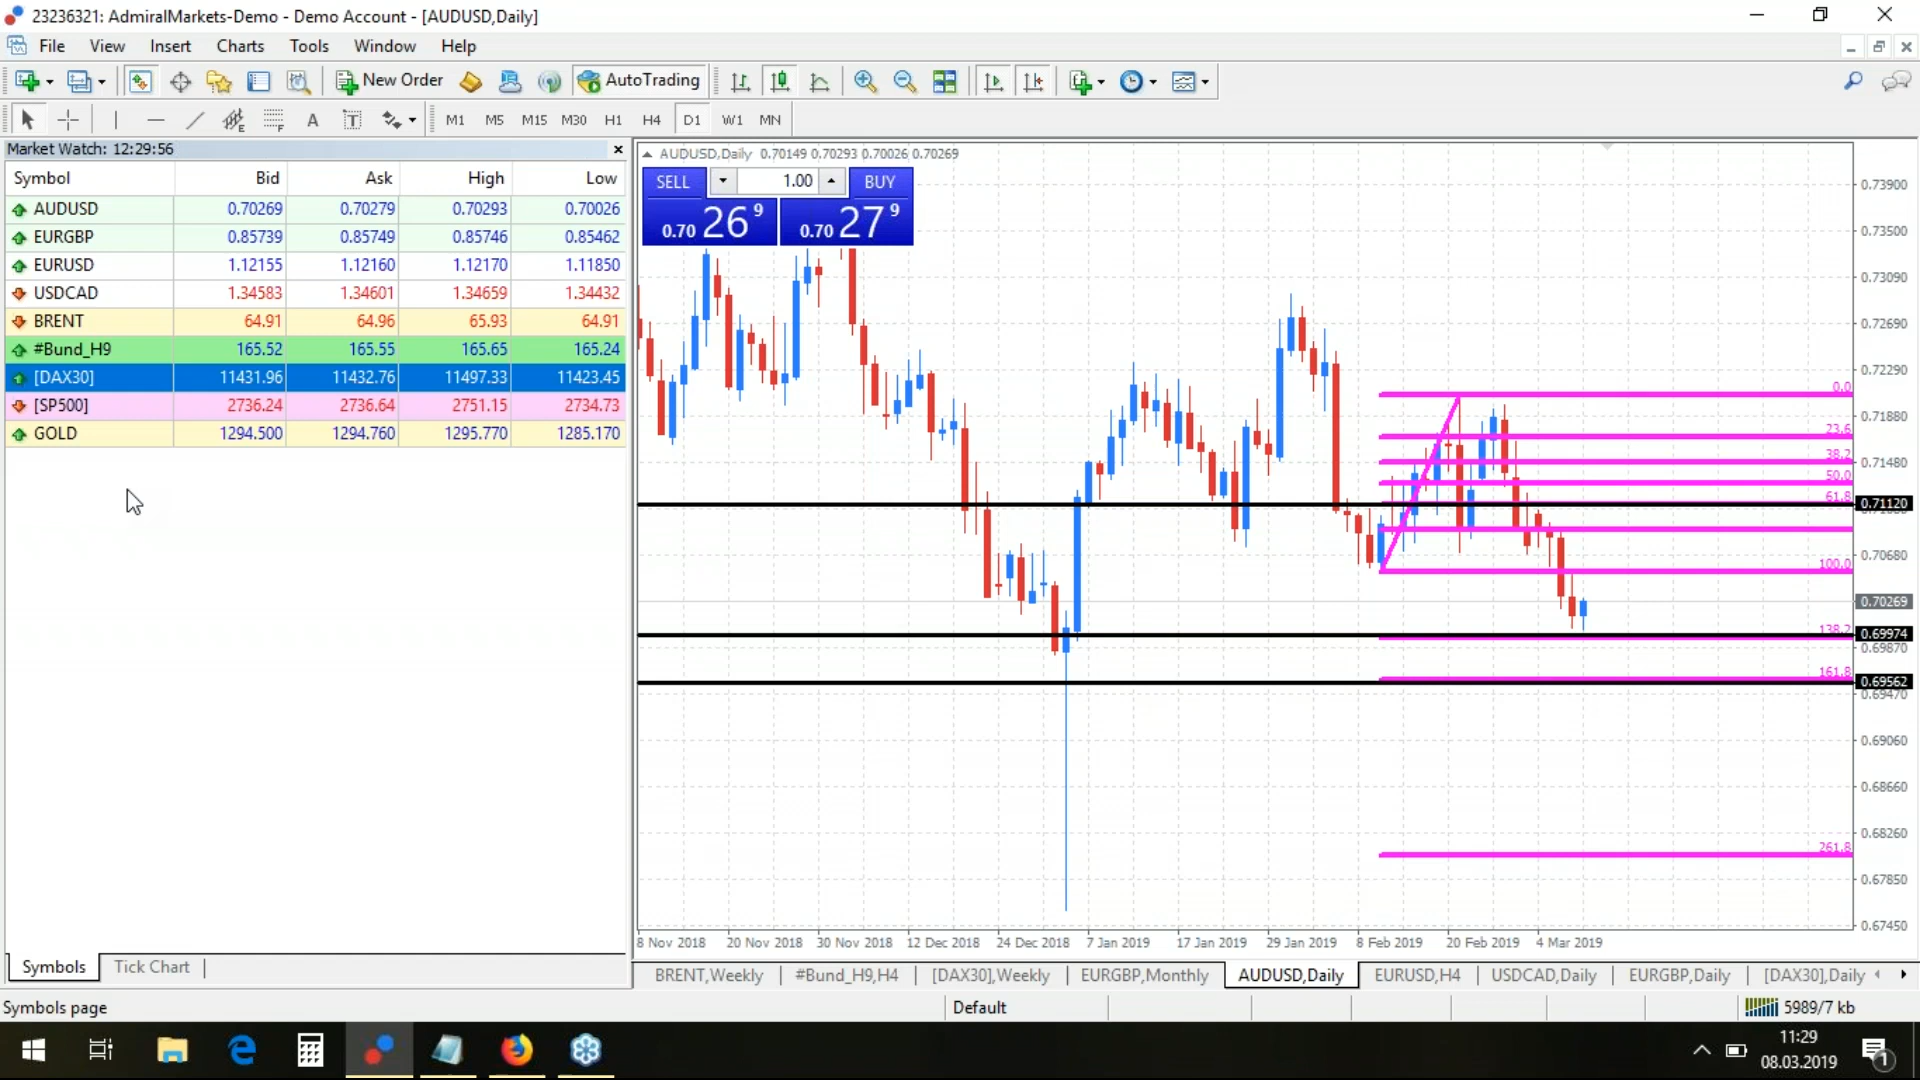 23236321: AdmiralMarkets-Demo - Demo Account - [AUDUSD,Daily]
File View Insert Charts Tools Window Help
New Order AutoTrading
A T M1 M5 M15 M30 H1 H4 D1 W1 MN
Market Watch: 12:29:56
Symbol Bid Ask High Low
AUDUSD 0.70269 0.70279 0.70293 0.70026
EURGBP 0.85739 0.85749 0.85746 0.85462
EURUSD 1.12155 1.12160 1.12170 1.11850
USDCAD 1.34583 1.34601 1.34659 1.34432
BRENT 64.91 64.96 65.93 64.91
#Bund_H9 165.52 165.55 165.65 165.24
[DAX30] 11431.96 11432.76 11497.33 11423.45
[SP500] 2736.24 2736.64 2751.15 2734.73
GOLD 1294.500 1294.760 1295.770 1285.170
Symbols Tick Chart
AUDUSD,Daily 0.70149 0.70293 0.70026 0.70269
SELL 1.00 BUY
0.70 26 9 0.70 27 9
0.73900
0.73500
0.73090
0.72690
0.72290
0.0
0.71880
23.6
38.2
0.71480
50.0
61.8
0.71120
0.70680
100.0
0.70269
138.2
0.69974
0.69870
161.8
0.69562
0.69470
0.69060
0.68660
0.68260
261.8
0.67850
0.67450
8 Nov 2018 20 Nov 2018 30 Nov 2018 12 Dec 2018 24 Dec 2018 7 Jan 2019 17 Jan 2019 29 Jan 2019 8 Feb 2019 20 Feb 2019 4 Mar 2019
BRENT,Weekly #Bund_H9,H4 [DAX30],Weekly EURGBP,Monthly AUDUSD,Daily EURUSD,H4 USDCAD,Daily EURGBP,Daily [DAX30],Daily
Symbols page Default 5989/7 kb
11:29
08.03.2019
1